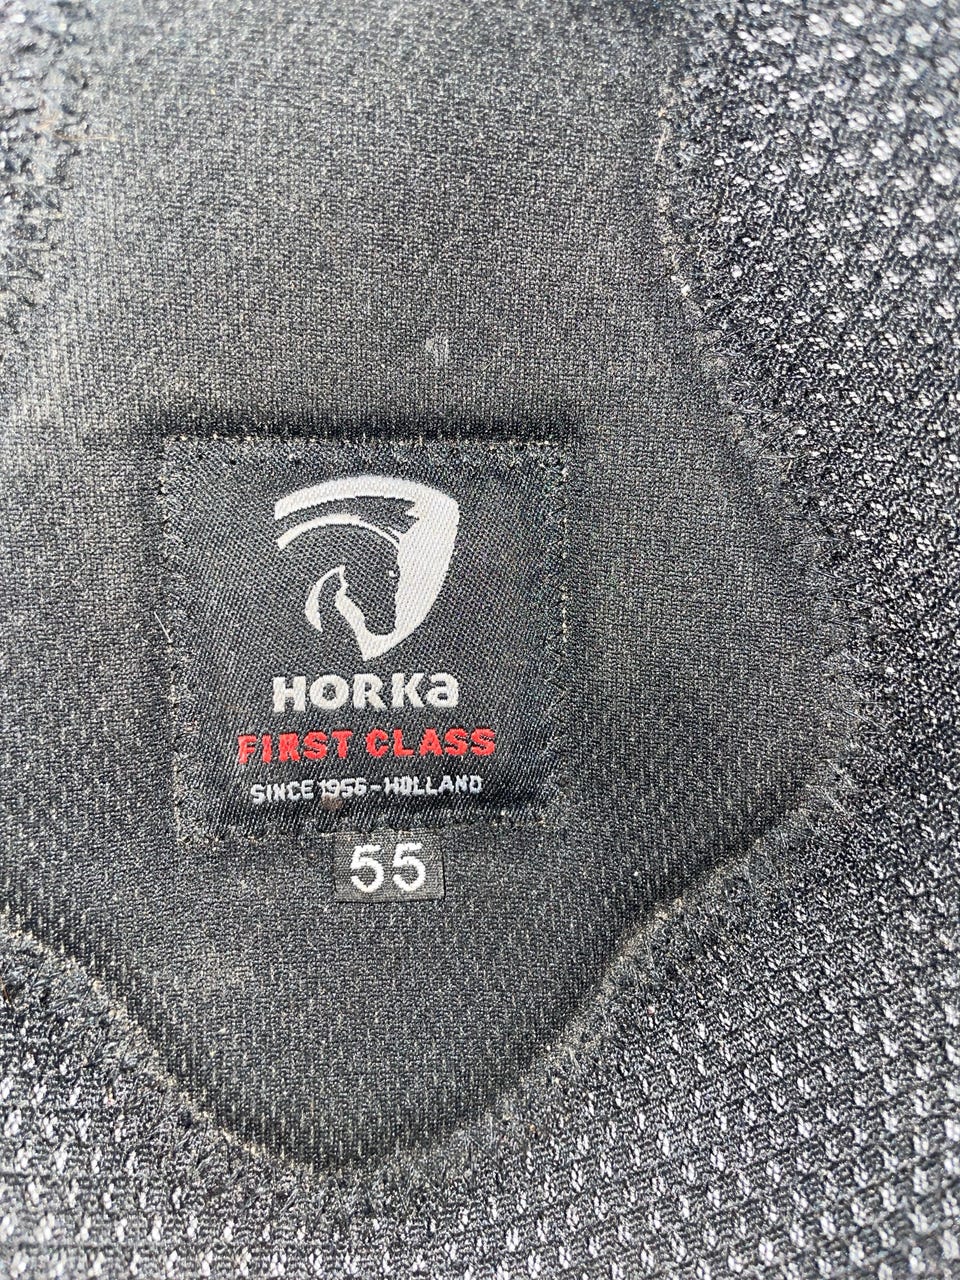 HORKa
FIRST CLASS
SINCE 1956-HOLLAND
55